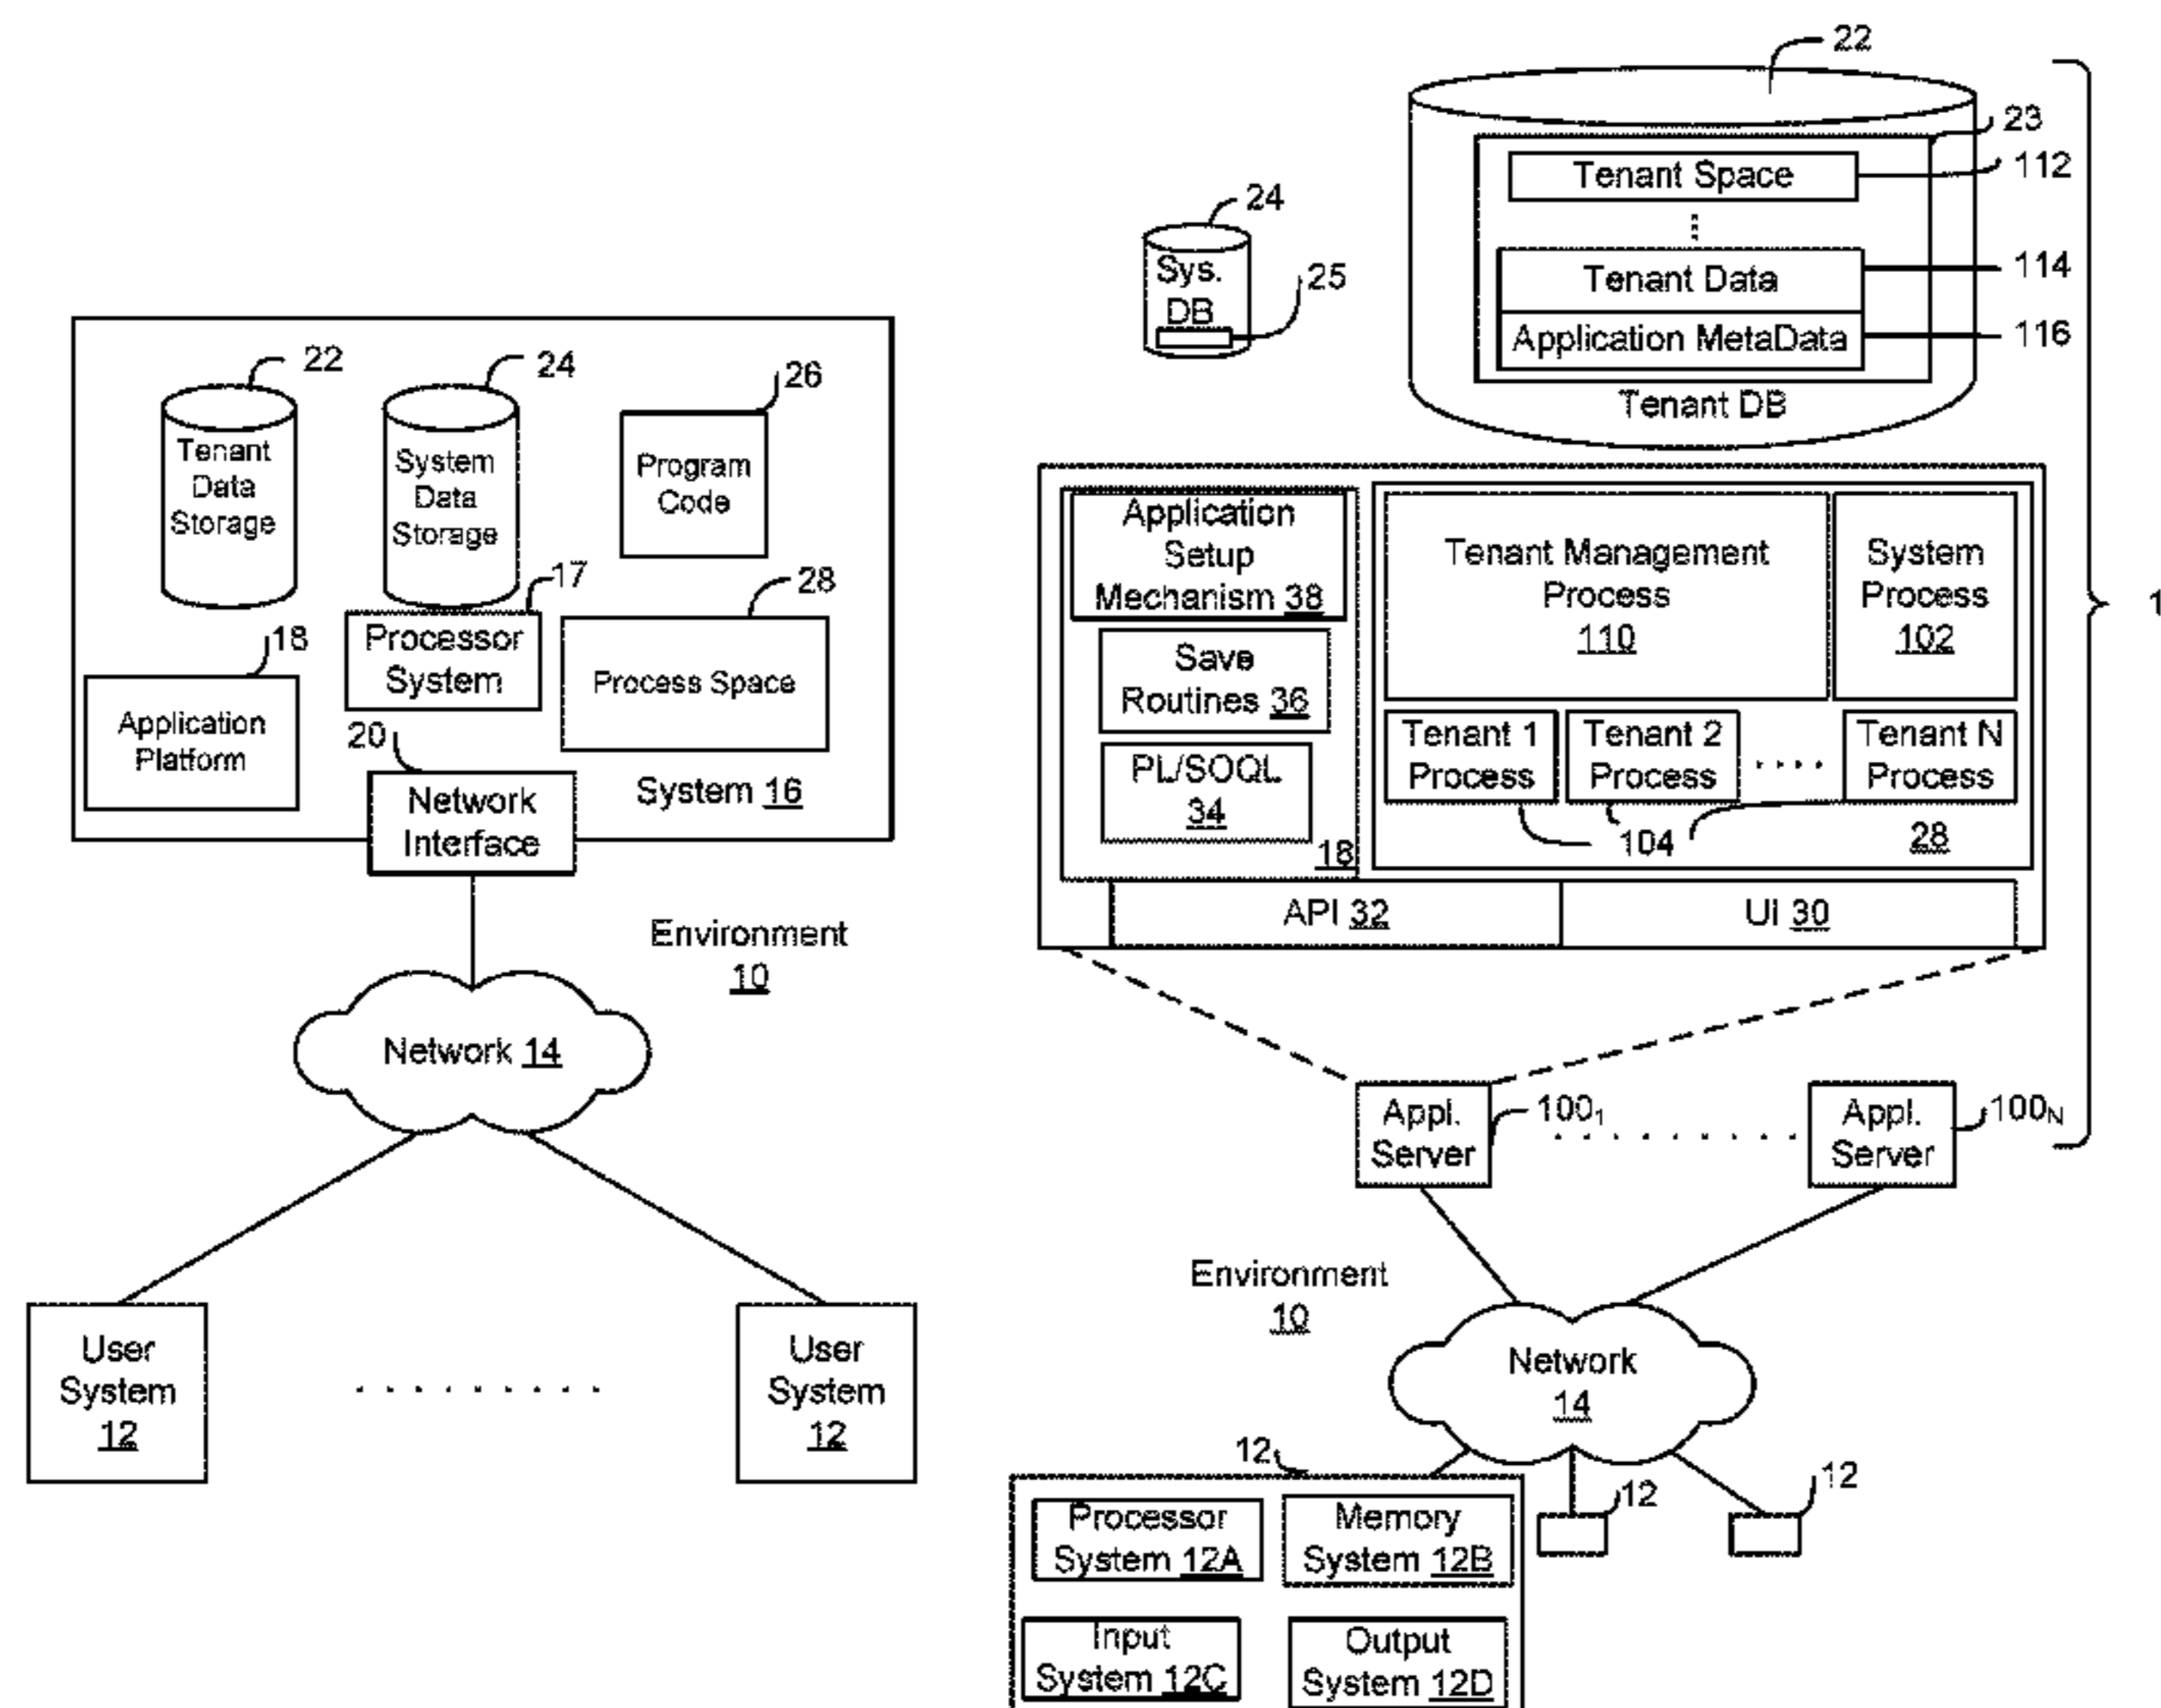 22
24
26
Tenant
Data
Storage
System
Data
Storage
Program
Code
17
28
18
Processor
System
Process Space
Application
Platform
20
Network
Interface
System 16
Environment
10
Network 14
User
System
12
User
System
12
22
23
Tenant Space
112
24
Sys.
DB
25
Tenant Data
114
Application MetaData
116
Tenant DB
Application
Setup
Mechanism 38
Tenant Management
Process
110
System
Process
102
1
Save
Routines 36
Tenant 1
Process
Tenant 2
Process
Tenant N
Process
PL/SOQL
34
104
28
18
API 32
UI 30
Appl.
Server
100₁
Appl.
Server
100N
Environment
10
Network
14
12
12
12
Processor
System 12A
Memory
System 12B
Input
System 12C
Output
System 12D